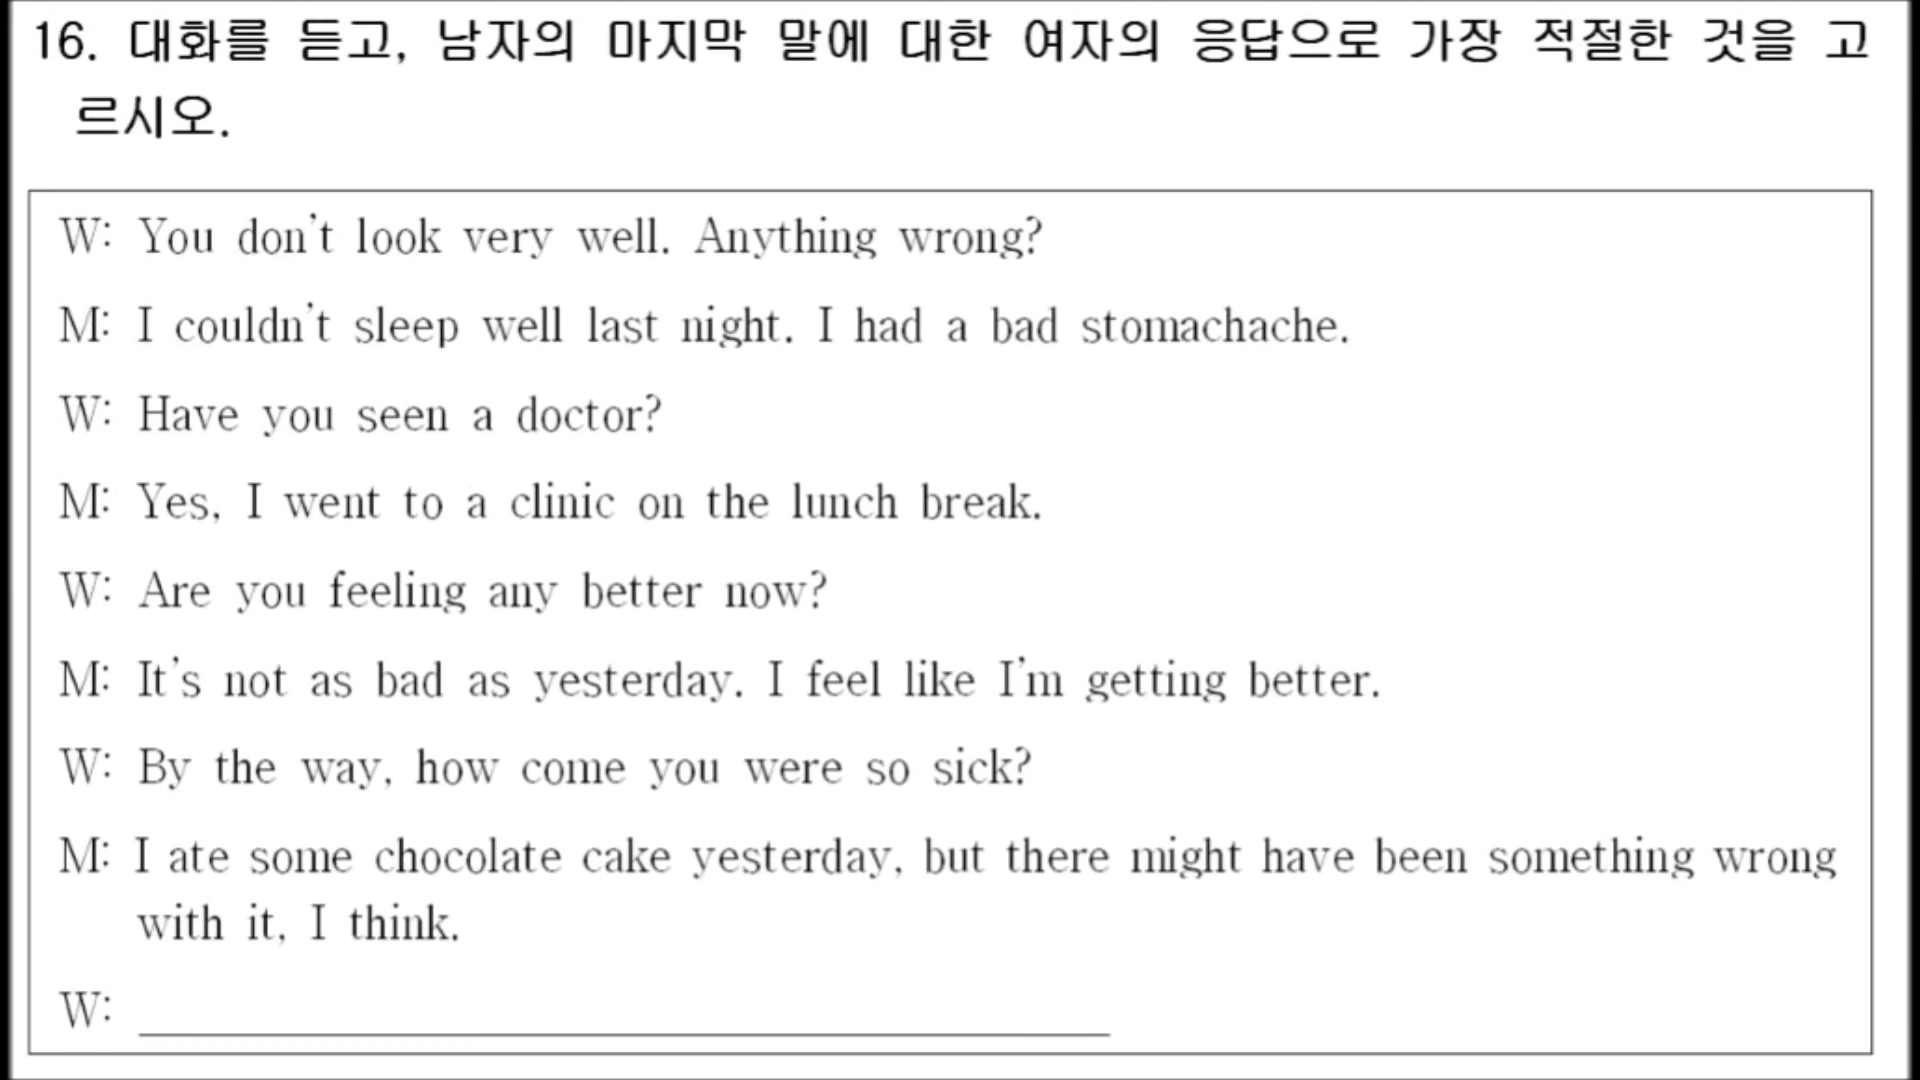 16. 대화를 듣고, 남자의 마지막 말에 대한 여자의 응답으로 가장 적절한 것을 고
르시오.
W: You don't look very well. Anything wrong?
M: I couldn't sleep well last night. I had a bad stomachache.
W: Have you seen a doctor?
M: Yes, I went to a clinic on the lunch break.
W: Are you feeling any better now?
M: It's not as bad as yesterday. I feel like I'm getting better.
W: By the way, how come you were so sick?
M: I ate some chocolate cake yesterday, but there might have been something wrong
with it, I think.
W: